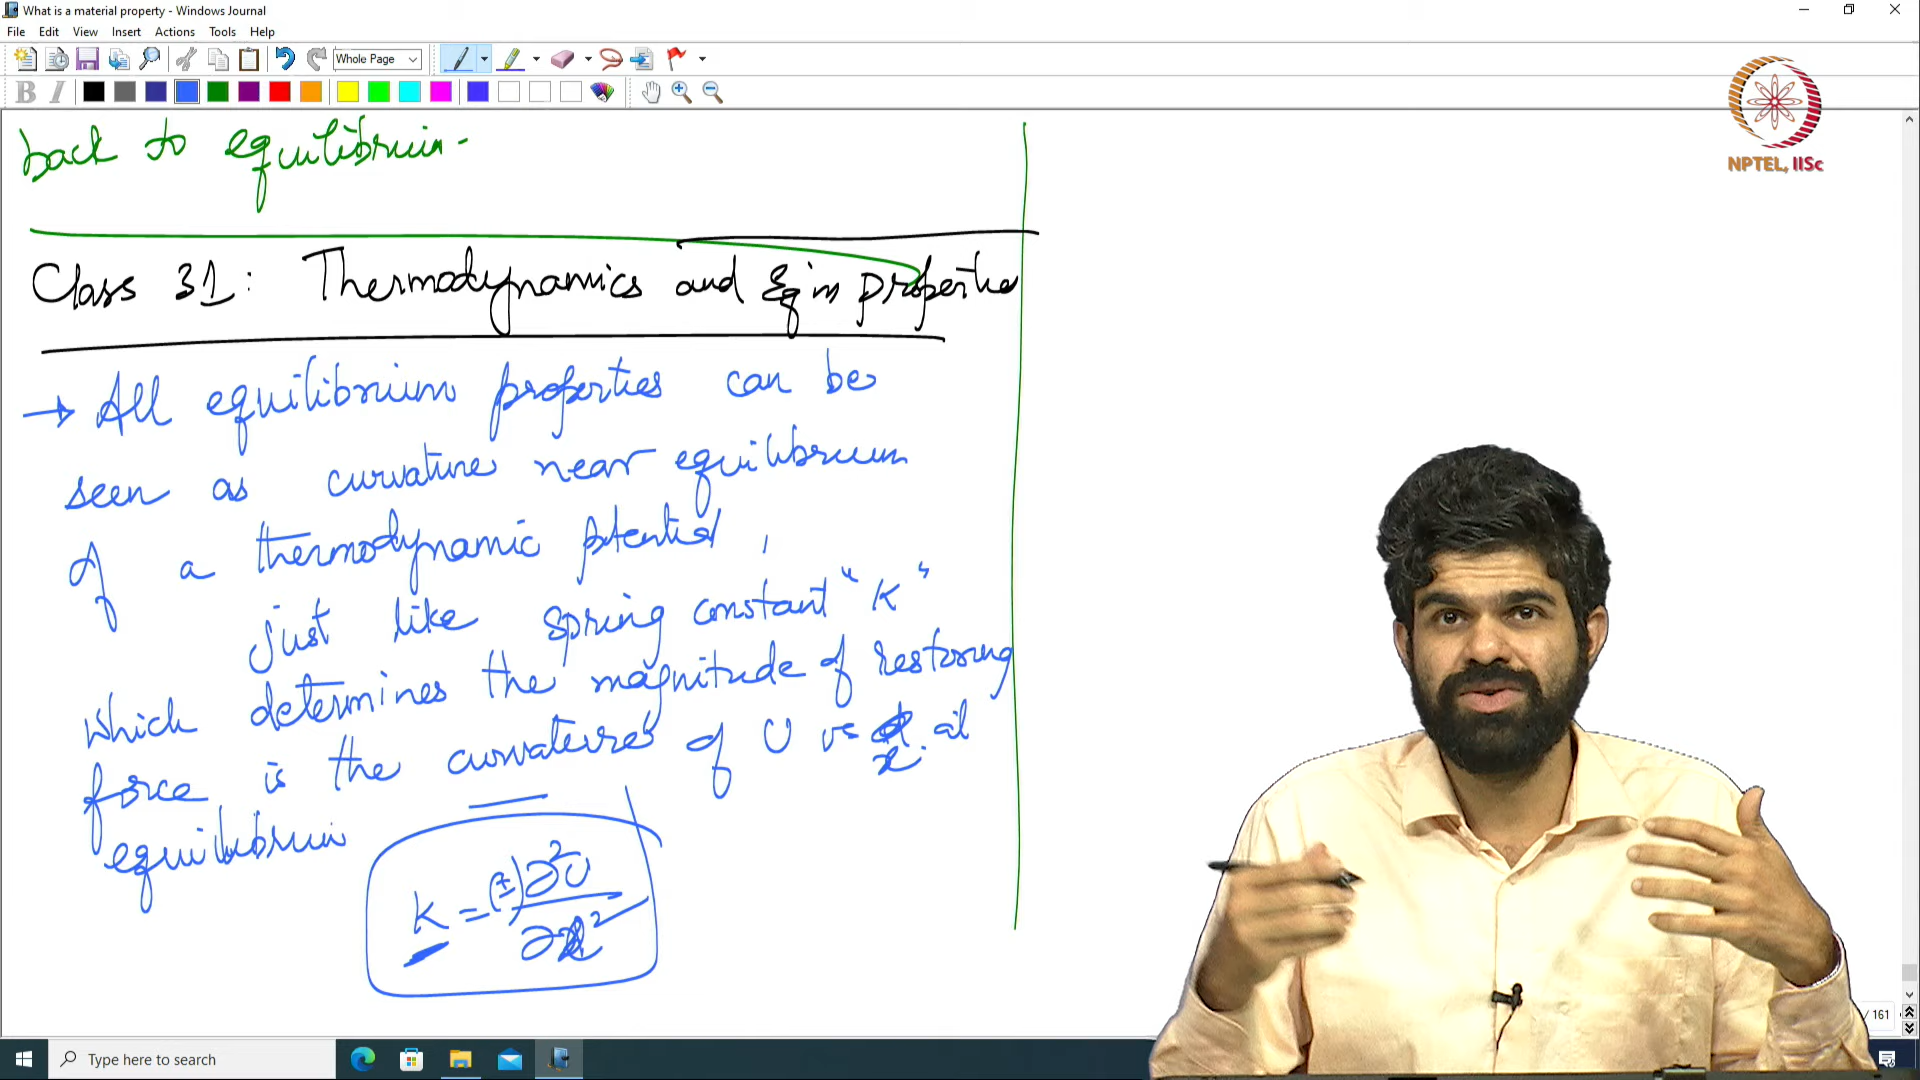 What is a material property - Windows Journal
File Edit View Insert Actions Tools Help
Whole Page
B I
NPTEL, IISc
back to equilibrium.
Class 31: Thermodynamics and Eqm properties
→ All equilibrium properties can be
seen as curvature near equilibrium
of a thermodynamic potential,
just like spring constant "K"
which determines the magnitude of restoring
force is the curvature of U vs x at
equilibrium
K = (±) ∂²U / ∂x²
/ 161
Type here to search